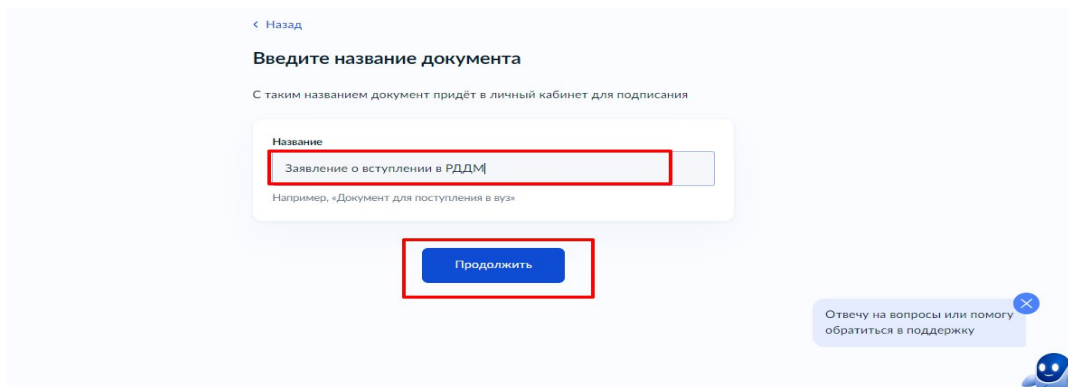 Назад
Введите название документа
С таким названием документ придёт в личный кабинет для подписания
Название
Заявление о вступлении в РДДМ
Например, «Документ для поступления в вуз»
Продолжить
Отвечу на вопросы или помогу
обратиться в поддержку